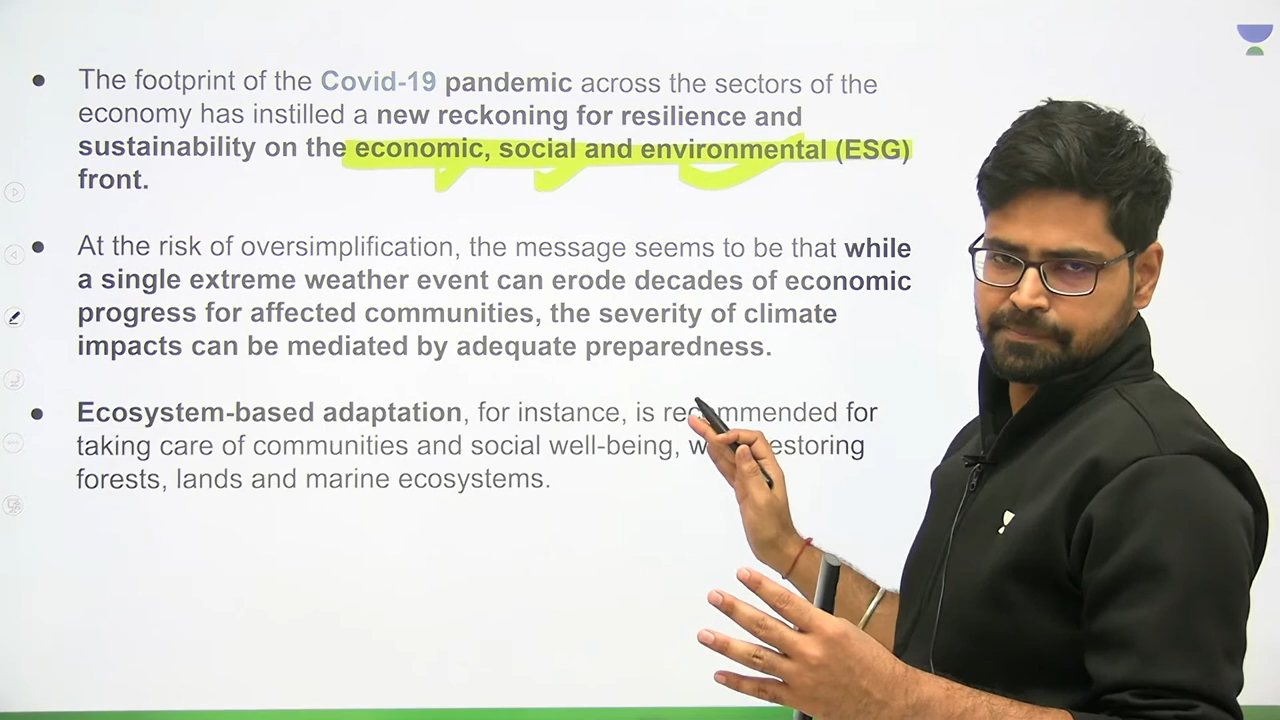 The footprint of the Covid-19 pandemic across the sectors of the
economy has instilled a new reckoning for resilience and
sustainability on the economic, social and environmental (ESG)
front.
At the risk of oversimplification, the message seems to be that while
a single extreme weather event can erode decades of economic
progress for affected communities, the severity of climate
impacts can be mediated by adequate preparedness.
Ecosystem-based adaptation, for instance, is recommended for
taking care of communities and social well-being, restoring
forests, lands and marine ecosystems.